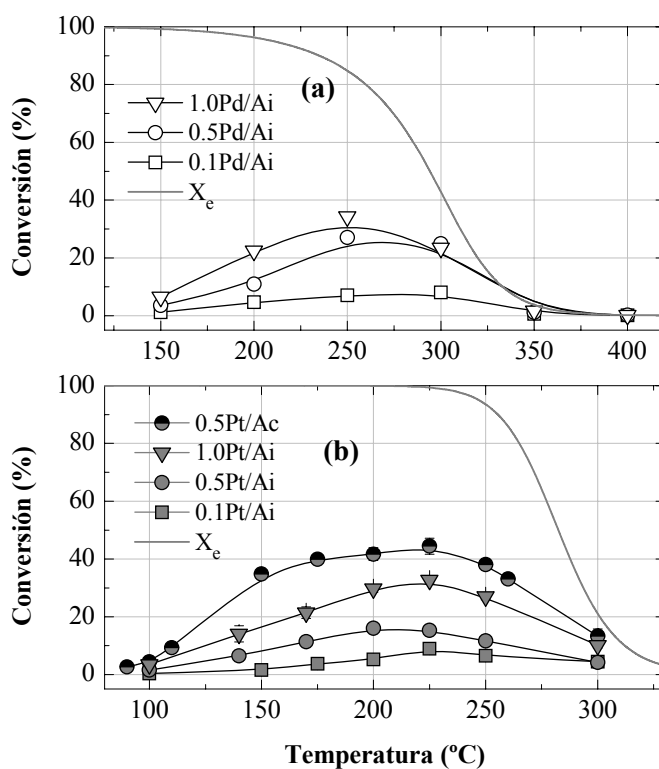 100
80
60
40
20
0
Conversión (%)
(a)
1.0Pd/Ai
0.5Pd/Ai
0.1Pd/Ai
Xe
150 200 250 300 350 400
100
80
60
40
20
0
Conversión (%)
(b)
0.5Pt/Ac
1.0Pt/Ai
0.5Pt/Ai
0.1Pt/Ai
Xe
100 150 200 250 300
Temperatura (ºC)